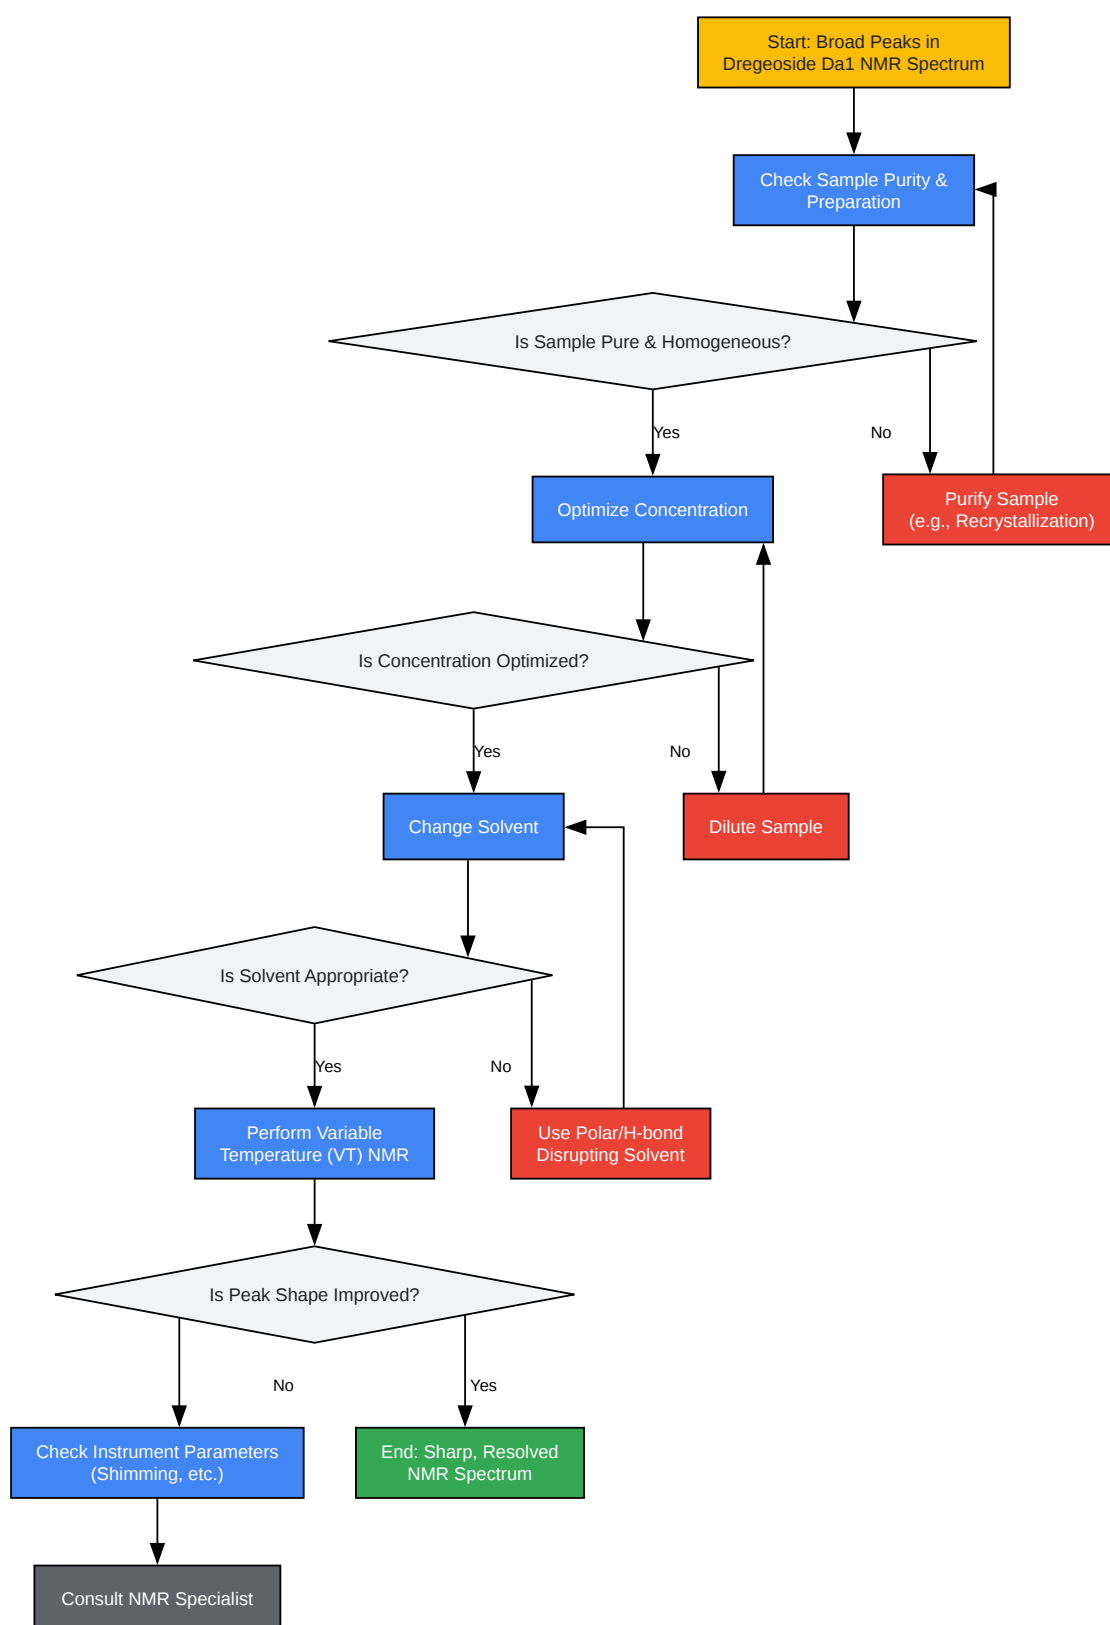 Start: Broad Peaks in
Dregeoside Da1 NMR Spectrum
Check Sample Purity &
Preparation
Is Sample Pure & Homogeneous?
Yes
No
Purify Sample
(e.g., Recrystallization)
Optimize Concentration
Is Concentration Optimized?
Yes
No
Change Solvent
Dilute Sample
Is Solvent Appropriate?
Yes
No
Perform Variable
Temperature (VT) NMR
Use Polar/H-bond
Disrupting Solvent
Is Peak Shape Improved?
No
Yes
Check Instrument Parameters
(Shimming, etc.)
End: Sharp, Resolved
NMR Spectrum
Consult NMR Specialist